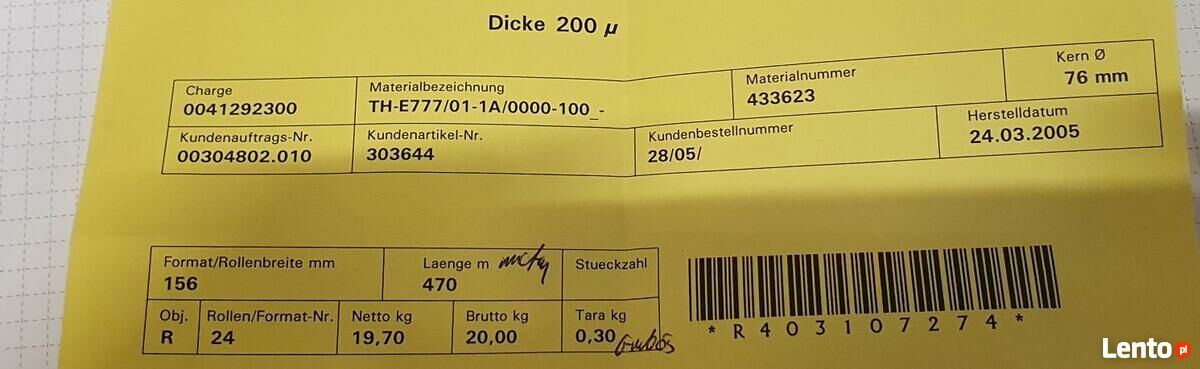 Dicke 200 µ
Charge
0041292300
Materialbezeichnung
TH-E777/01-1A/0000-100_-
Materialnummer
433623
Kern Ø
76 mm
Kundenauftrags-Nr.
00304802.010
Kundenartikel-Nr.
303644
Kundenbestellnummer
28/05/
Herstelldatum
24.03.2005
Format/Rollenbreite mm
156
Laenge m
470
Stueckzahl
Obj.
R
Rollen/Format-Nr.
24
Netto kg
19,70
Brutto kg
20,00
Tara kg
0,30
*R403107274*
Lento.pl